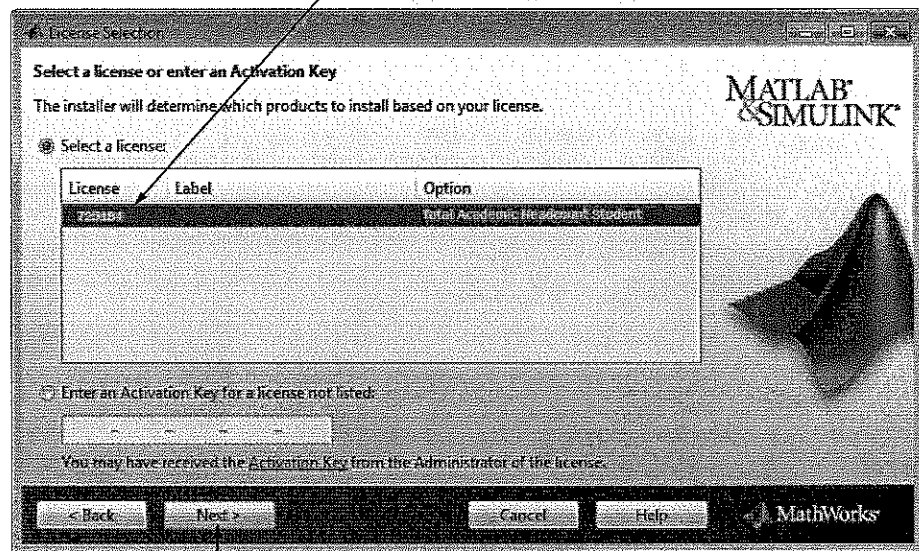 License Selection
Select a license or enter an Activation Key
The installer will determine which products to install based on your license.
MATLAB®
&SIMULINK®
Select a license:
License Label Option
Total Academic Headcount Student
Enter an Activation Key for a license not listed:
- - - -
You may have received the Activation Key from the Administrator of the license.
< Back Next > Cancel Help MathWorks®